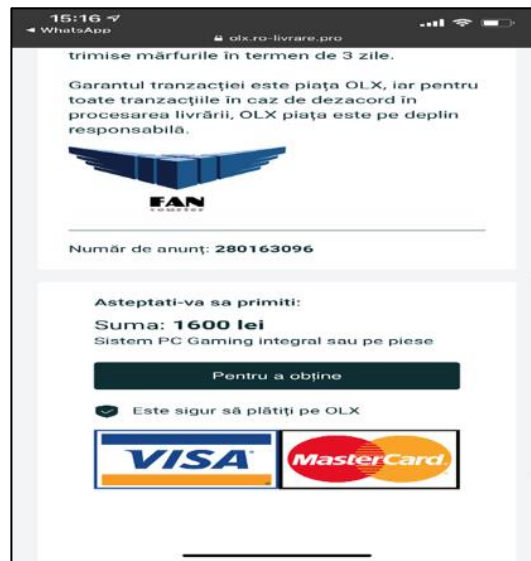 15:16
◄ WhatsApp
olx.ro-livrare.pro
trimise mărfurile în termen de 3 zile.
Garantul tranzacției este piața OLX, iar pentru
toate tranzacțiile în caz de dezacord în
procesarea livrării, OLX piața este pe deplin
responsabilă.
FAN
courier
Număr de anunț: 280163096
Asteptati-va sa primiti:
Suma: 1600 lei
Sistem PC Gaming integral sau pe piese
Pentru a obține
Este sigur să plătiți pe OLX
VISA
MasterCard